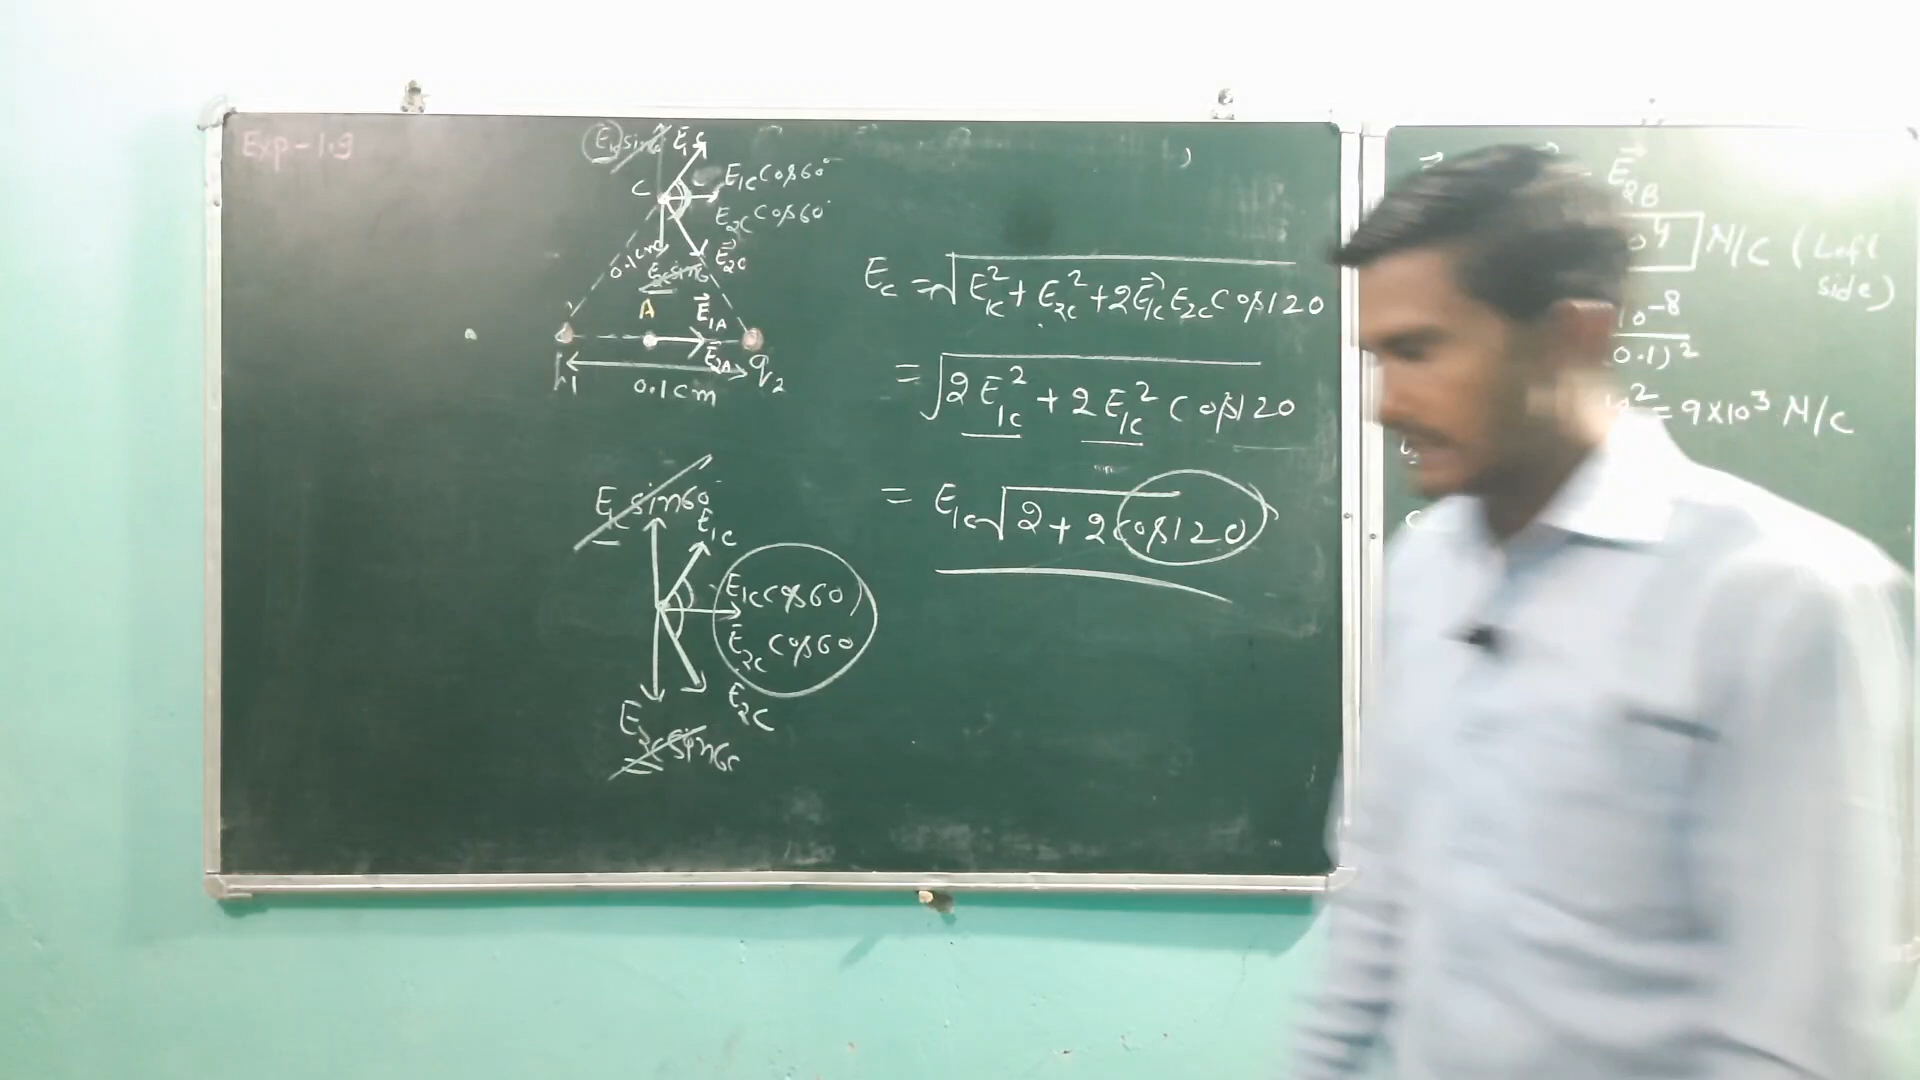 Exp-1.9
E1c sin60 E1C
C E1C Cos60°
E2C Cos60°
0.1cm E2C
E2C sin60
A E1A
E2A
q2
0.1cm
E1C sin60°
E1C
E1C Cos60
E2C Cos60
E2C
E2C sin60
Ec = √E1C² + E2C² + 2E1C E2C Cos120
= √2E1C² + 2E1C² Cos120
= E1C √2 + 2Cos120
E2B
0⁴ N/C (Left
side)
10⁻⁸
0.1)²
10² = 9×10³ N/C